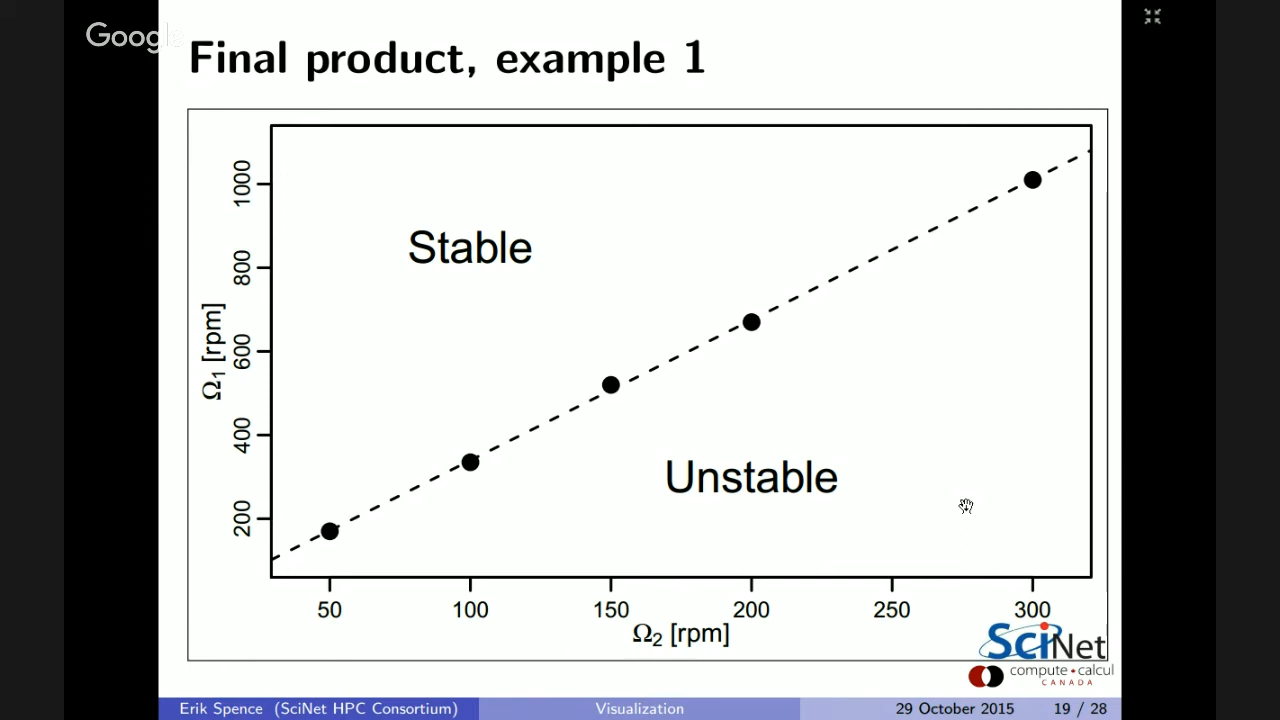 Google
Final product, example 1
1000
800
600
400
200
Ω1 [rpm]
Stable
Unstable
50 100 150 200 250 300
Ω2 [rpm]
SciNet
compute • calcul
CANADA
Erik Spence (SciNet HPC Consortium) Visualization 29 October 2015 19 / 28